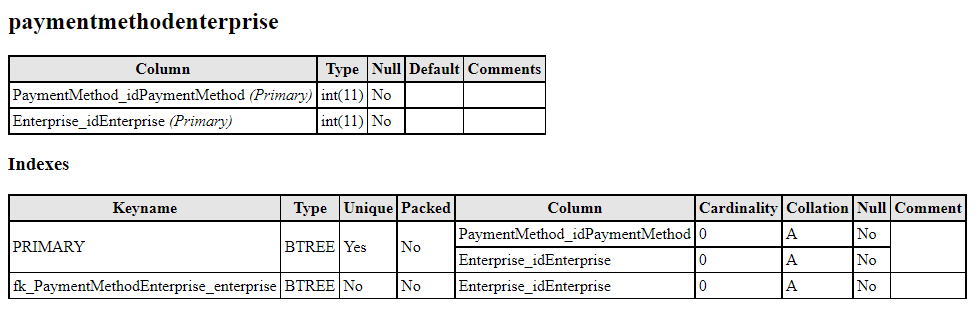 paymentmethodenterprise
Column Type Null Default Comments
PaymentMethod_idPaymentMethod (Primary) int(11) No
Enterprise_idEnterprise (Primary) int(11) No
Indexes
Keyname Type Unique Packed Column Cardinality Collation Null Comment
PRIMARY BTREE Yes No PaymentMethod_idPaymentMethod 0 A No
Enterprise_idEnterprise 0 A No
fk_PaymentMethodEnterprise_enterprise BTREE No No Enterprise_idEnterprise 0 A No